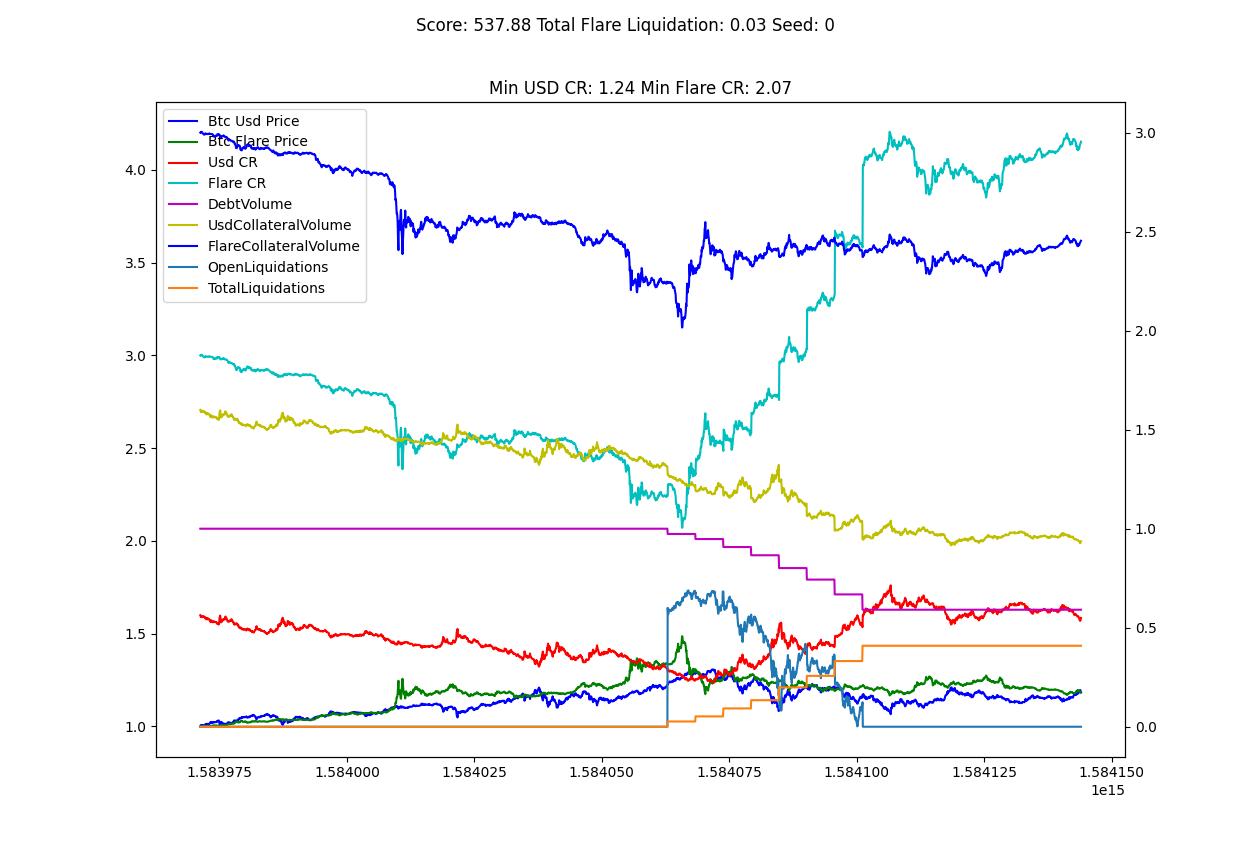 Score: 537.88 Total Flare Liquidation: 0.03 Seed: 0
Min USD CR: 1.24 Min Flare CR: 2.07
Btc Usd Price
Btc Flare Price
Usd CR
Flare CR
DebtVolume
UsdCollateralVolume
FlareCollateralVolume
OpenLiquidations
TotalLiquidations
4.0
3.5
3.0
2.5
2.0
1.5
1.0
3.0
2.5
2.0
1.5
1.0
0.5
0.0
1.583975 1.584000 1.584025 1.584050 1.584075 1.584100 1.584125 1.584150
1e15